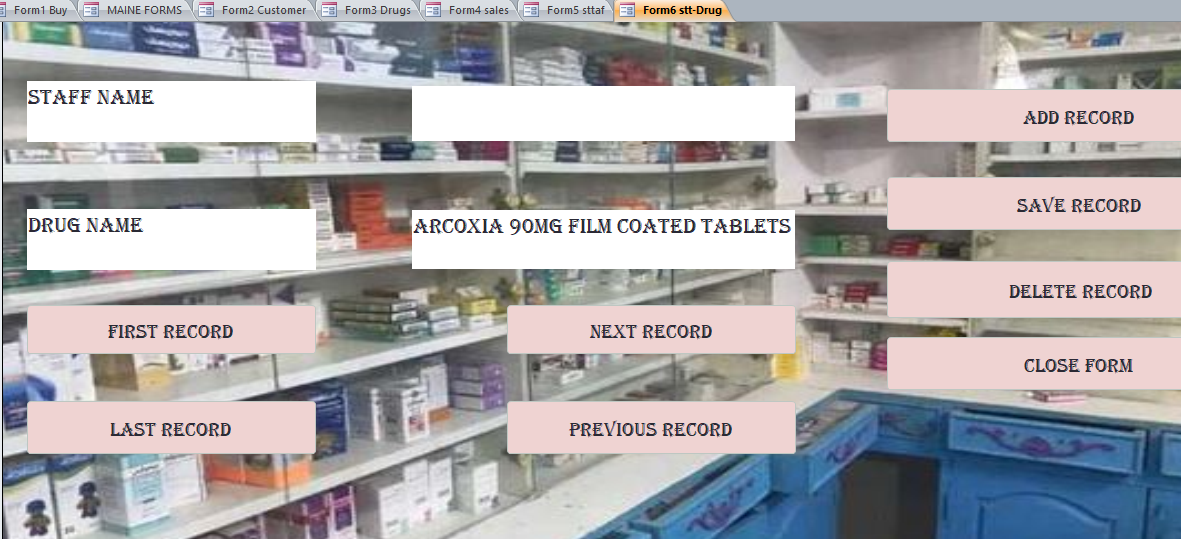 Form1 Buy
MAINE FORMS
Form2 Customer
Form3 Drugs
Form4 sales
Form5 sttaf
Form6 stt-Drug
STAFF NAME
ADD RECORD
SAVE RECORD
DRUG NAME
ARCOXIA 90MG FILM COATED TABLETS
DELETE RECORD
FIRST RECORD
NEXT RECORD
CLOSE FORM
LAST RECORD
PREVIOUS RECORD